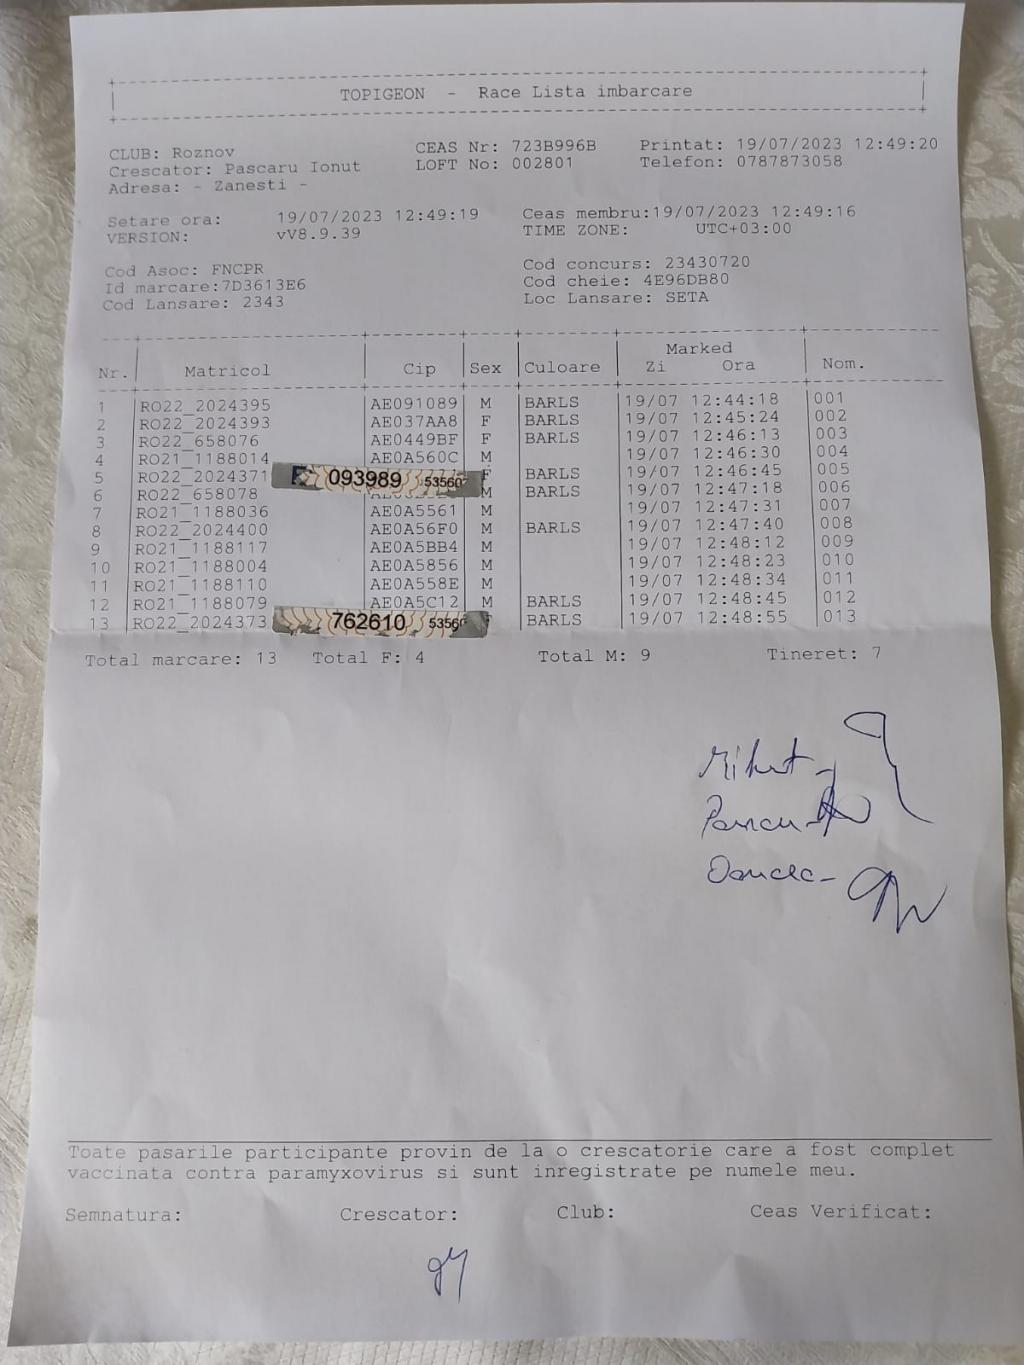 TOPIGEON - Race Lista imbarcare
CLUB: Roznov CEAS Nr: 723B996B Printat: 19/07/2023 12:49:20
Crescator: Pascaru Ionut LOFT No: 002801 Telefon: 0787873058
Adresa: - Zanesti -
Setare ora: 19/07/2023 12:49:19 Ceas membru:19/07/2023 12:49:16
VERSION: vV8.9.39 TIME ZONE: UTC+03:00
Cod Asoc: FNCPR Cod concurs: 23430720
Id marcare:7D3613E6 Cod cheie: 4E96DB80
Cod Lansare: 2343 Loc Lansare: SETA
Marked
Nr. Matricol Cip Sex Culoare Zi Ora Nom.
1 RO22_2024395 AE091089 M BARLS 19/07 12:44:18 001
2 RO22_2024393 AE037AA8 F BARLS 19/07 12:45:24 002
3 RO22_658076 AE0449BF F BARLS 19/07 12:46:13 003
4 RO21_1188014 AE0A560C M 19/07 12:46:30 004
5 RO22_2024371 093989 53560 F BARLS 19/07 12:46:45 005
6 RO22_658078 M BARLS 19/07 12:47:18 006
7 RO21_1188036 AE0A5561 M 19/07 12:47:31 007
8 RO22_2024400 AE0A56F0 M BARLS 19/07 12:47:40 008
9 RO21_1188117 AE0A5BB4 M 19/07 12:48:12 009
10 RO21_1188004 AE0A5856 M 19/07 12:48:23 010
11 RO21_1188110 AE0A558E M 19/07 12:48:34 011
12 RO21_1188079 AE0A5C12 M BARLS 19/07 12:48:45 012
13 RO22_2024373 762610 53560 BARLS 19/07 12:48:55 013
Total marcare: 13 Total F: 4 Total M: 9 Tineret: 7
Toate pasarile participante provin de la o crescatorie care a fost complet
vaccinata contra paramyxovirus si sunt inregistrate pe numele meu.
Semnatura: Crescator: Club: Ceas Verificat: